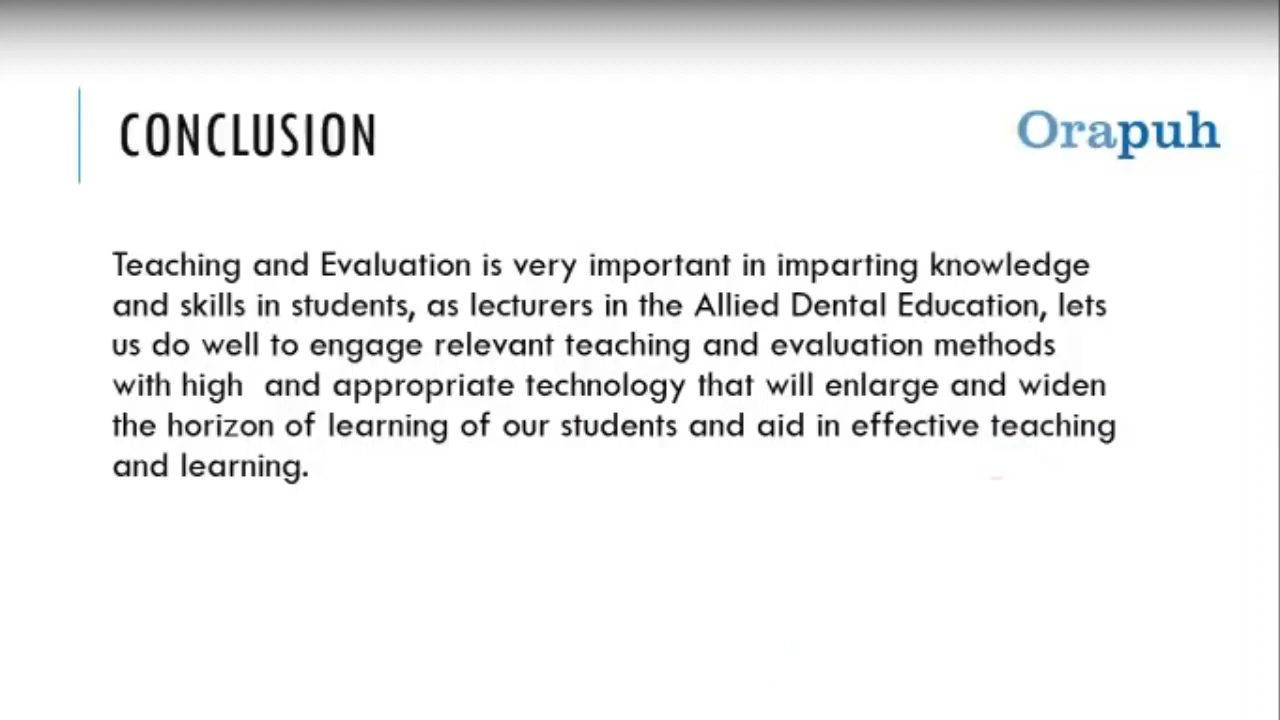 CONCLUSION
Orapuh
Teaching and Evaluation is very important in imparting knowledge
and skills in students, as lecturers in the Allied Dental Education, lets
us do well to engage relevant teaching and evaluation methods
with high  and appropriate technology that will enlarge and widen
the horizon of learning of our students and aid in effective teaching
and learning.